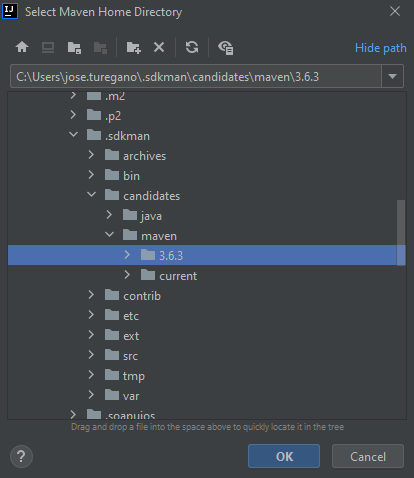 IJ
Select Maven Home Directory
Hide path
C:\Users\jose.turegano\.sdkman\candidates\maven\3.6.3
.m2
.p2
.sdkman
archives
bin
candidates
java
maven
3.6.3
current
contrib
etc
ext
src
tmp
var
.soapuios
Drag and drop a file into the space above to quickly locate it in the tree
?
OK
Cancel